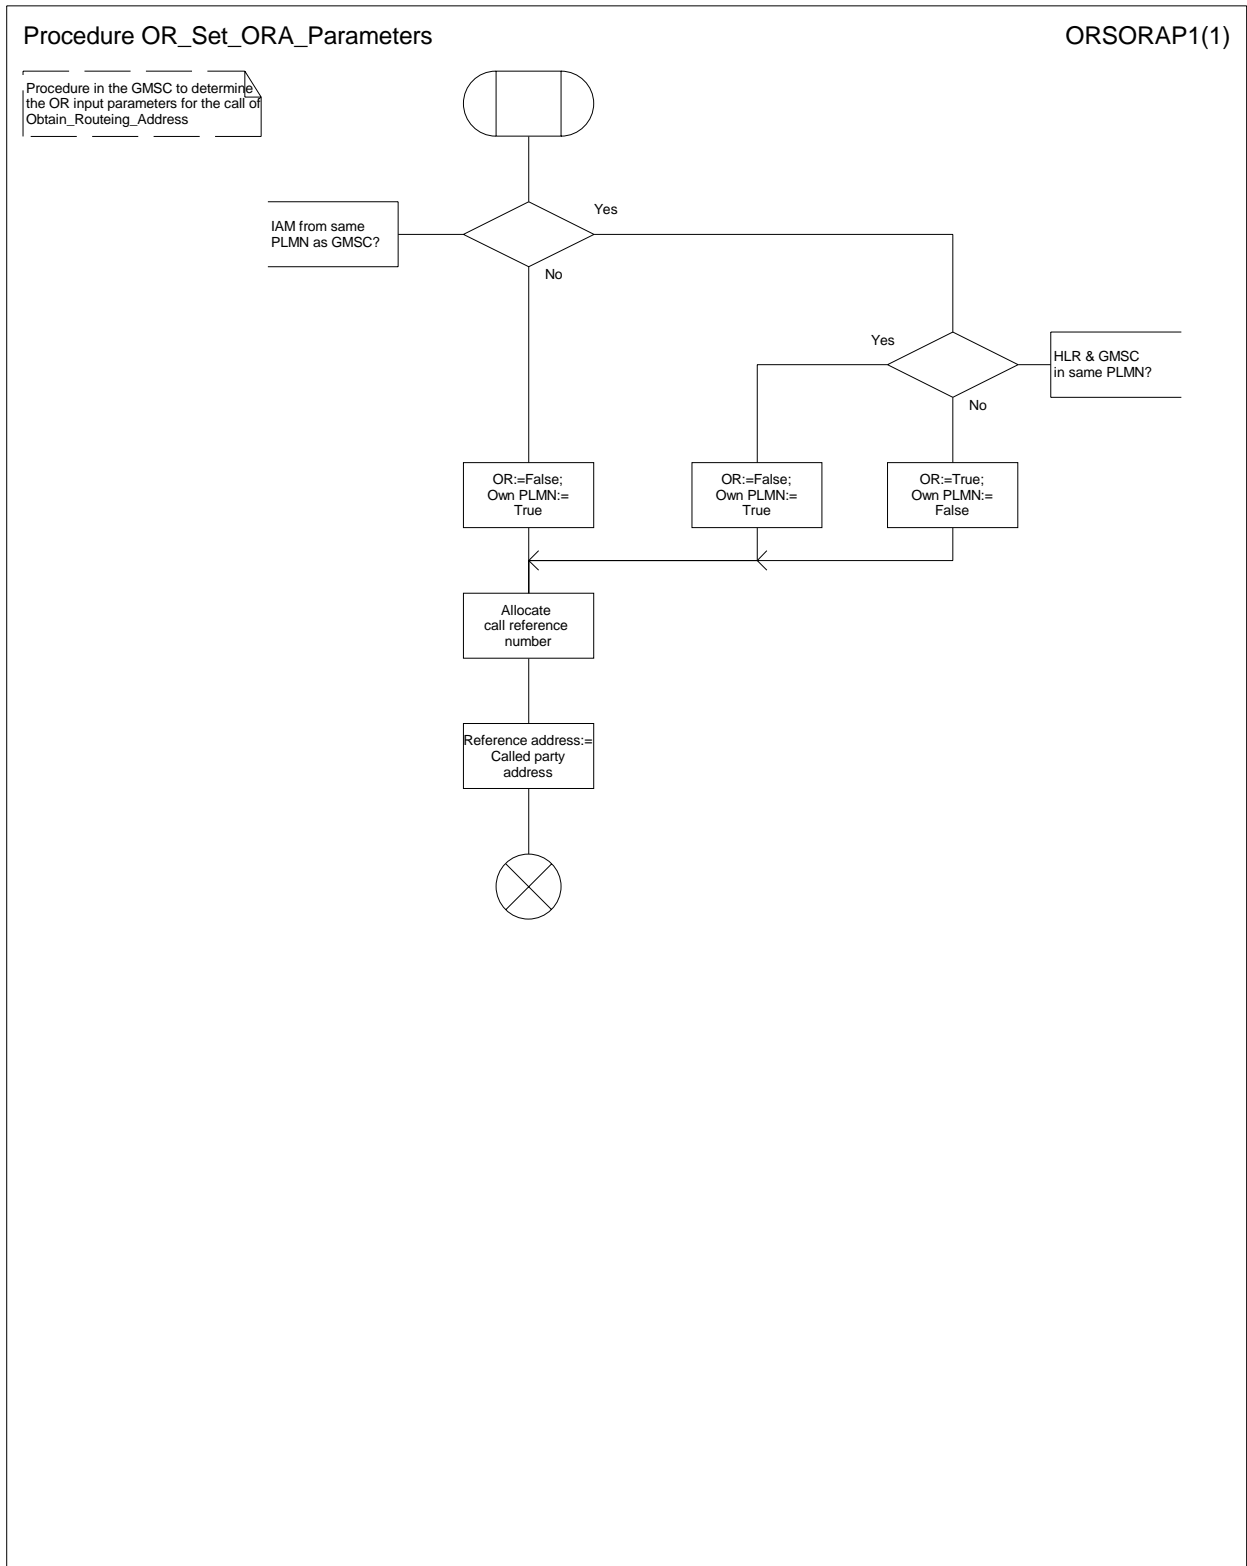 Procedure OR_Set_ORA_Parameters
ORSORAP1(1)
Procedure in the GMSC to determine
the OR input parameters for the call of
Obtain_Routeing_Address
IAM from same
PLMN as GMSC?
Yes
No
Yes
HLR & GMSC
in same PLMN?
No
OR:=False;
Own PLMN:=
True
OR:=False;
Own PLMN:=
True
OR:=True;
Own PLMN:=
False
Allocate
call reference
number
Reference address:=
Called party
address